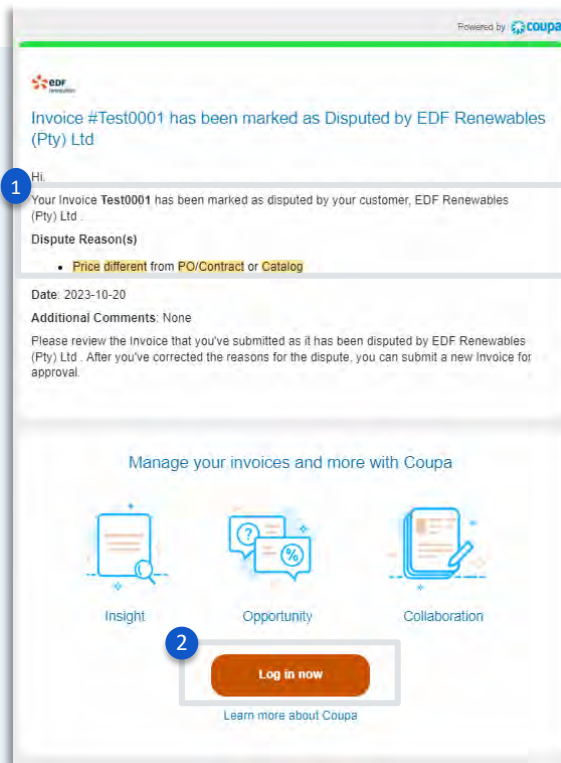 Powered by coupa
edf
renewables
Invoice #Test0001 has been marked as Disputed by EDF Renewables
(Pty) Ltd
Hi.
1
Your Invoice Test0001 has been marked as disputed by your customer, EDF Renewables
(Pty) Ltd .
Dispute Reason(s)
• Price different from PO/Contract or Catalog
Date: 2023-10-20
Additional Comments: None
Please review the Invoice that you've submitted as it has been disputed by EDF Renewables
(Pty) Ltd . After you've corrected the reasons for the dispute, you can submit a new Invoice for
approval.
Manage your invoices and more with Coupa
?
%
Insight Opportunity Collaboration
2
Log in now
Learn more about Coupa